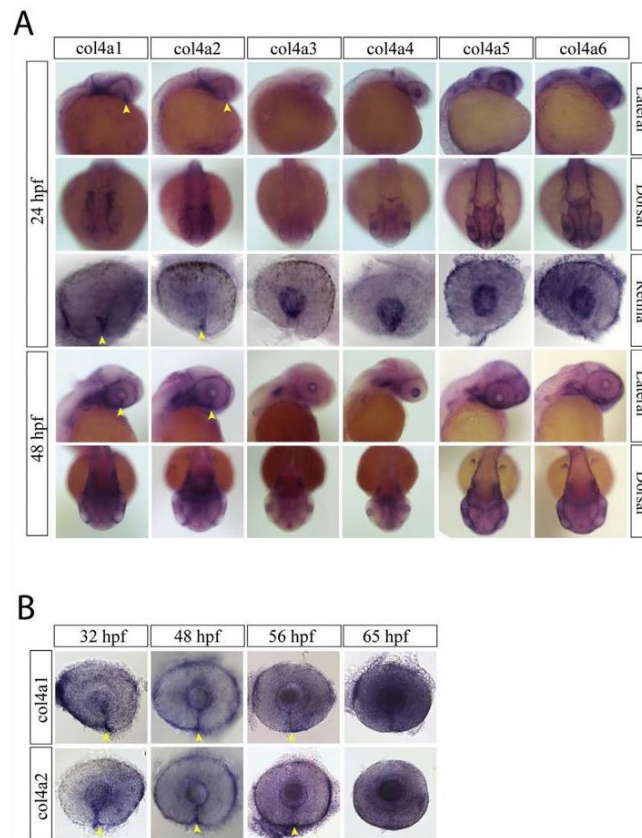 A
col4a1 col4a2 col4a3 col4a4 col4a5 col4a6
24 hpf
Lateral
Dorsal
Retina
48 hpf
Lateral
Dorsal
B
32 hpf 48 hpf 56 hpf 65 hpf
col4a1
col4a2